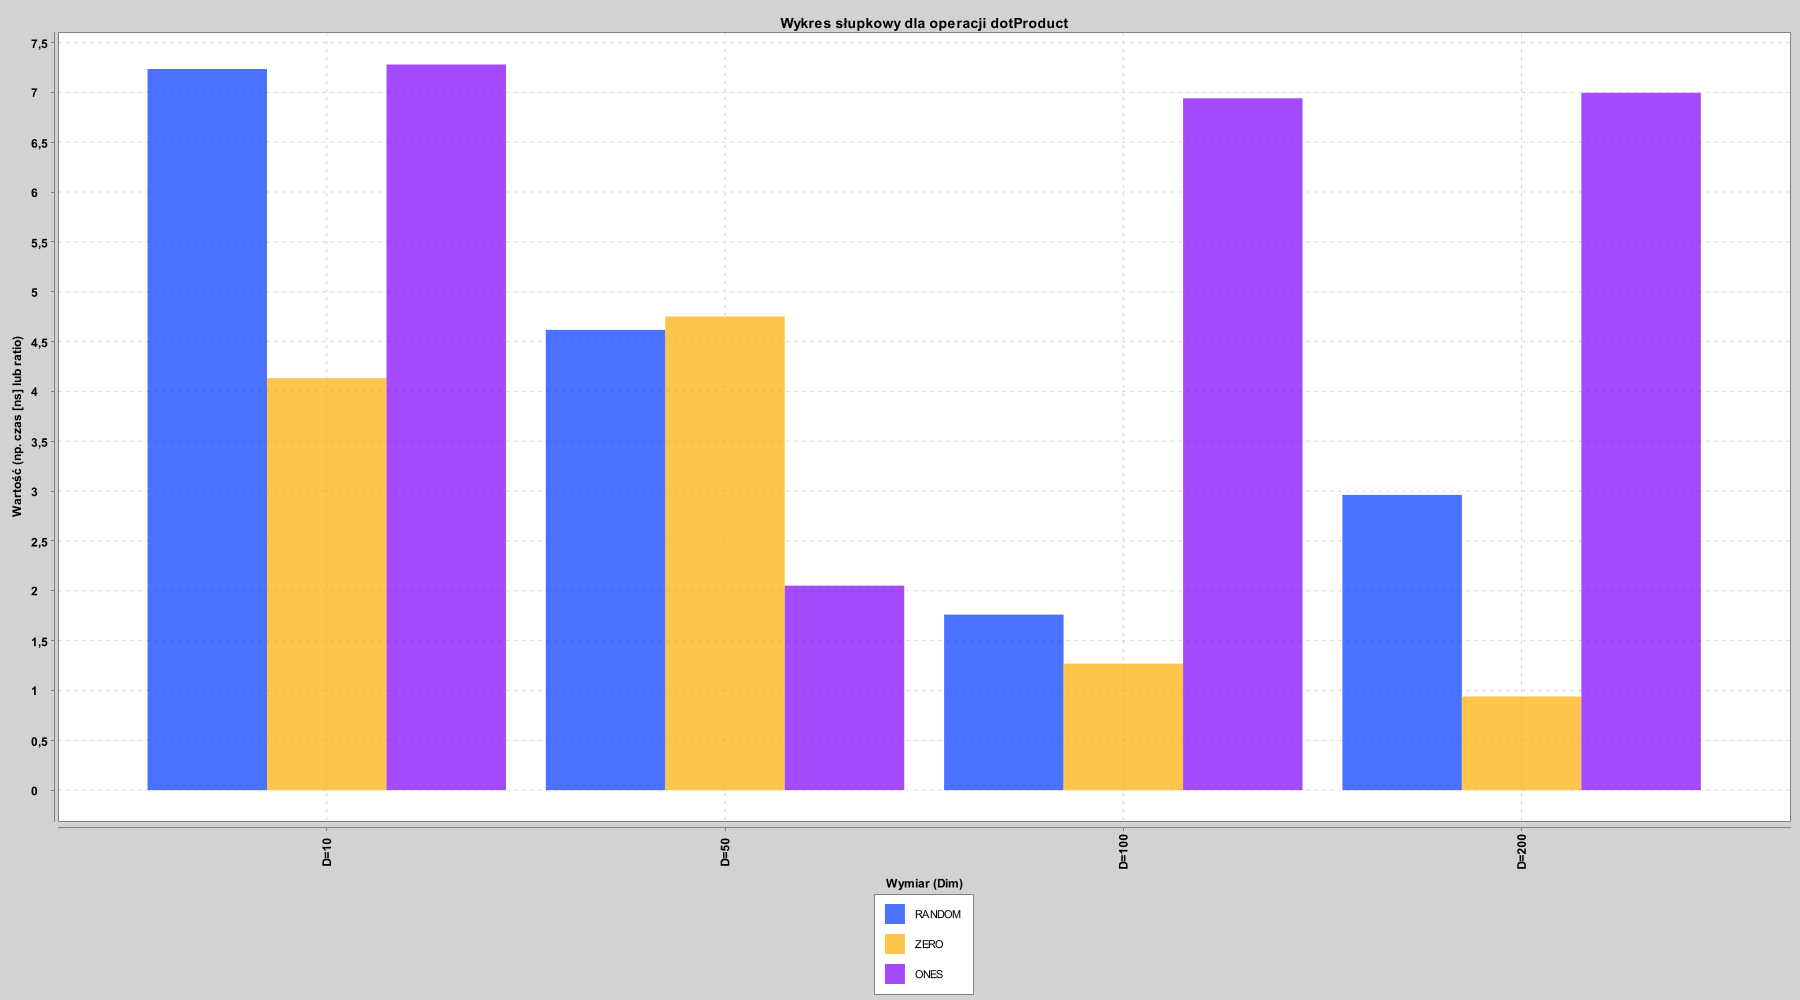 Wykres słupkowy dla operacji dotProduct
Wartość (np. czas [ns] lub ratio)
7,5
7
6,5
6
5,5
5
4,5
4
3,5
3
2,5
2
1,5
1
0,5
0
D=10
D=50
D=100
D=200
Wymiar (Dim)
RANDOM
ZERO
ONES